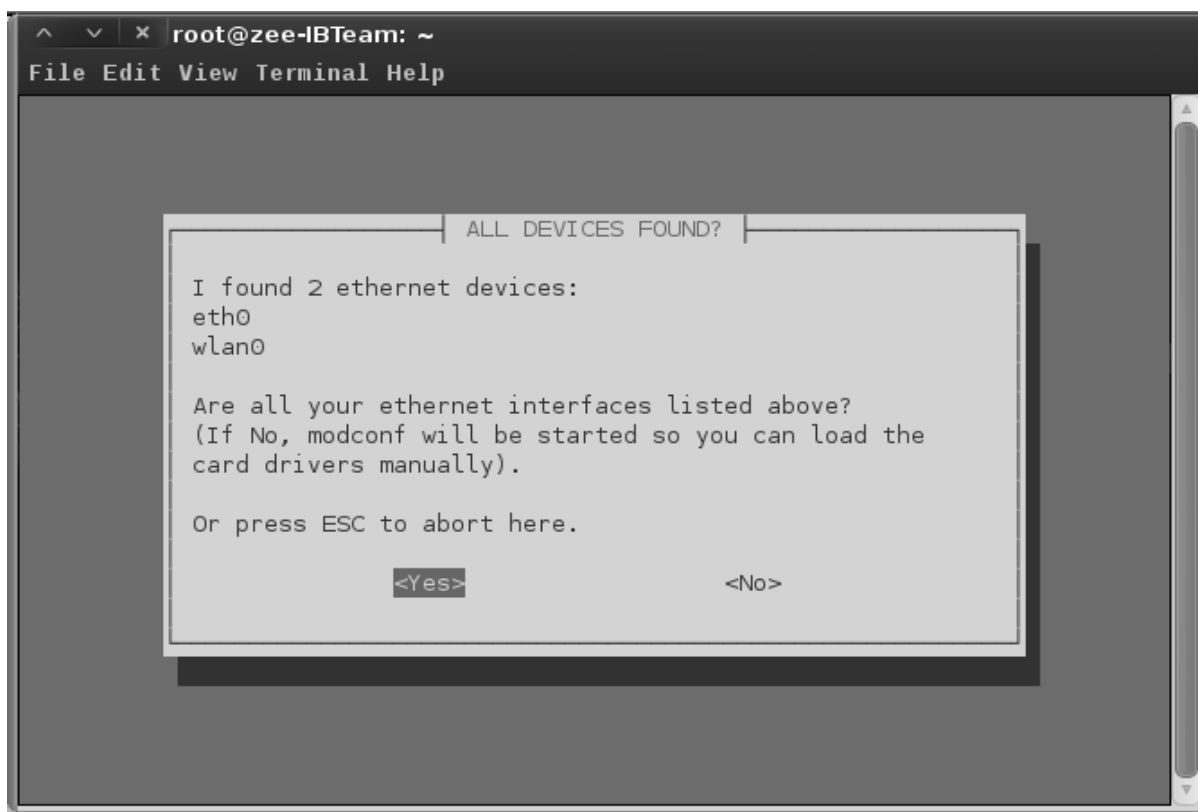 root@zee-IBTeam: ~
File Edit View Terminal Help
ALL DEVICES FOUND?
I found 2 ethernet devices:
eth0
wlan0
Are all your ethernet interfaces listed above?
(If No, modconf will be started so you can load the
card drivers manually).
Or press ESC to abort here.
<Yes> <No>